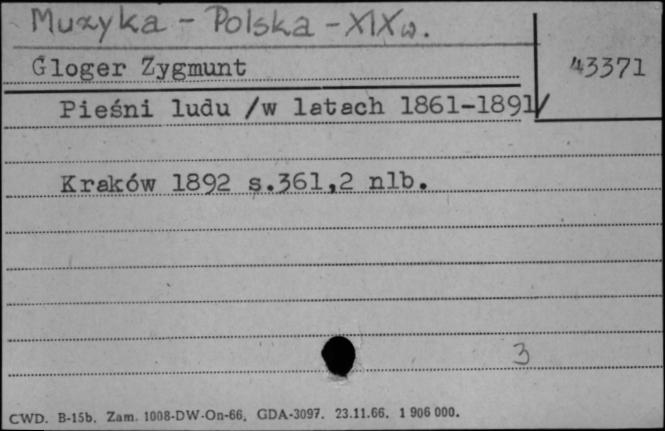 Muzyka - Polska - XIX w.
Gloger Zygmunt
43371
Pieśni ludu /w latach 1861-1891/
Kraków 1892 s.361,2 nlb.
3
CWD. B-15b. Zam. 1008-DW-On-66. GDA-3097. 23.11.66. 1 906 000.